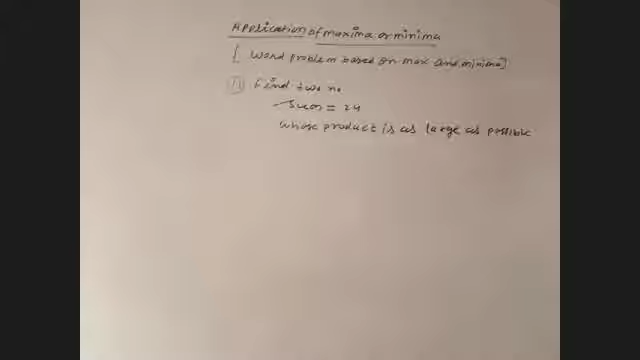 Application of maxima or minima
[ Word problem based on max and minima]
① Find two no
Sum = 24
whose product is as large as possible